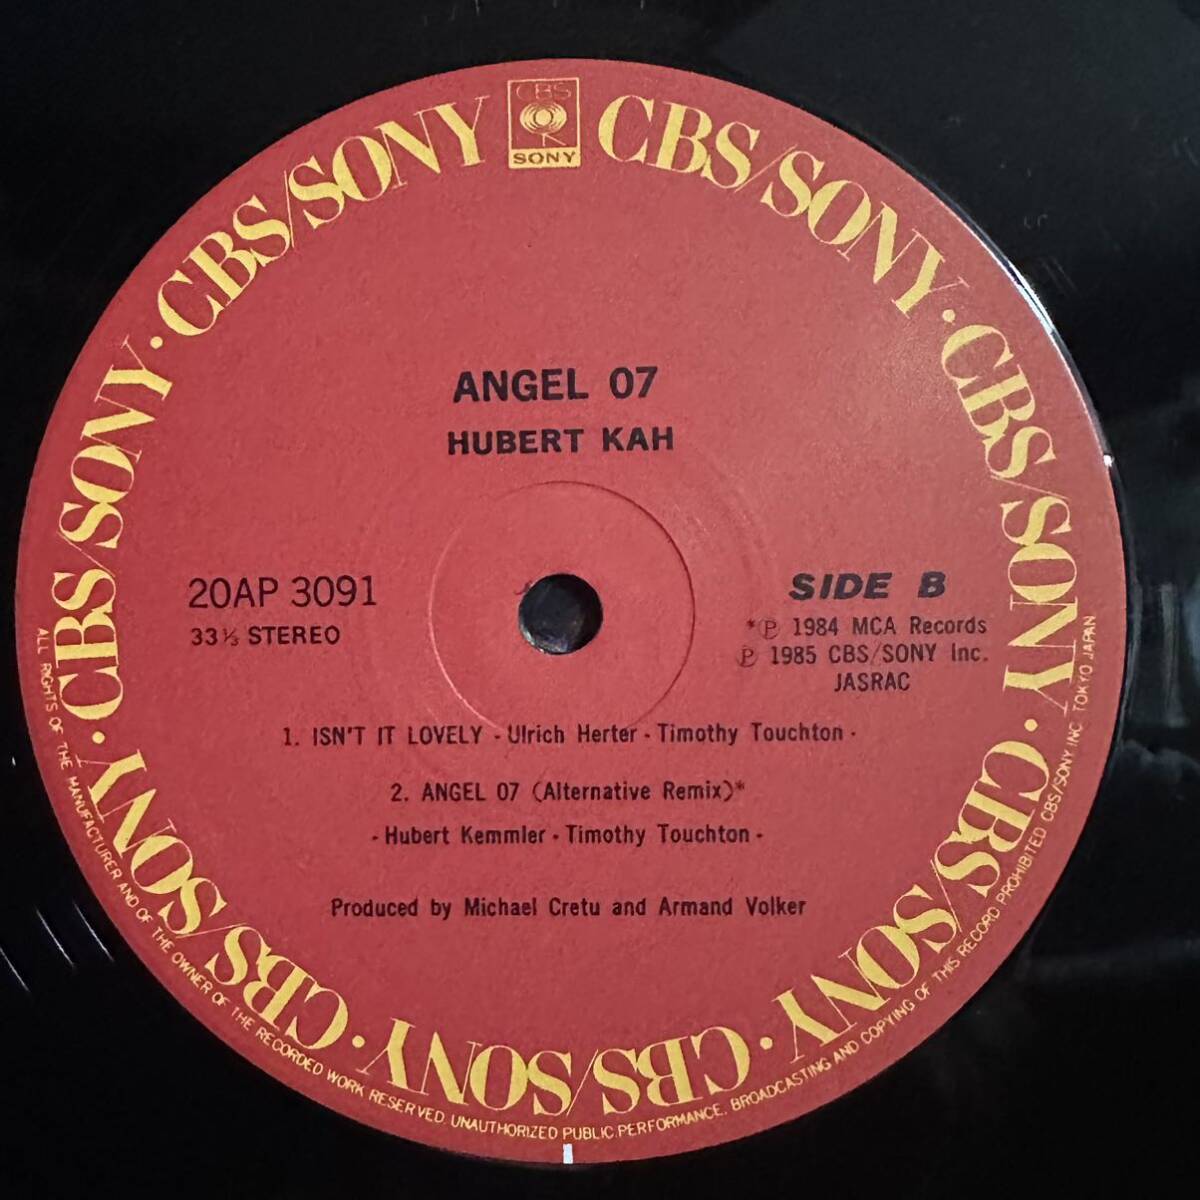 CBS
SONY
CBS/SONY · CBS/SONY · CBS/SONY · CBS/SONY · CBS/SONY · CBS/SONY · CBS/SONY · CBS/SONY
ANGEL 07
HUBERT KAH
20AP 3091
33⅓ STEREO
SIDE B
*℗ 1984 MCA Records
℗ 1985 CBS/SONY Inc.
JASRAC
1. ISN'T IT LOVELY - Ulrich Herter - Timothy Touchton -
2. ANGEL 07 (Alternative Remix)*
- Hubert Kemmler - Timothy Touchton -
Produced by Michael Cretu and Armand Volker
ALL RIGHTS OF THE MANUFACTURER AND OF THE OWNER OF THE RECORDED WORK RESERVED. UNAUTHORIZED PUBLIC PERFORMANCE, BROADCASTING AND COPYING OF THIS RECORD PROHIBITED CBS/SONY INC TOKYO JAPAN